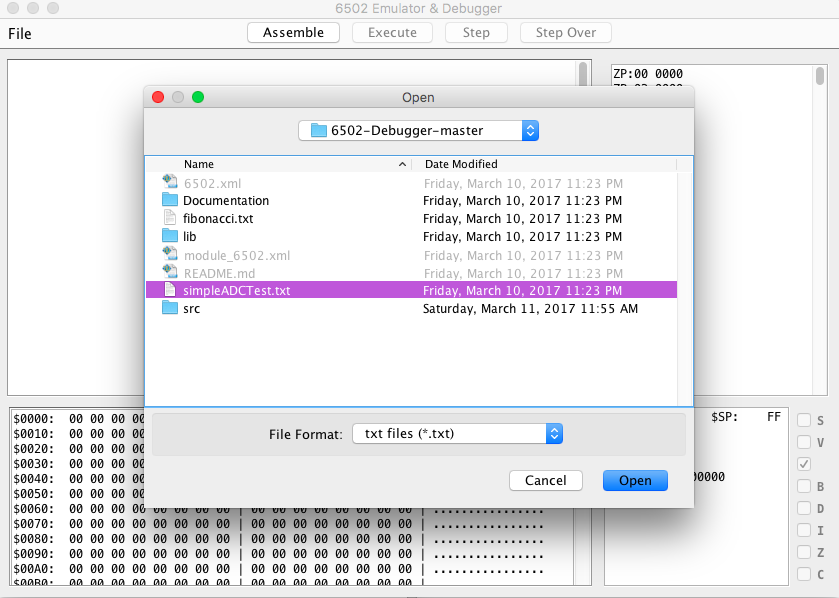 6502 Emulator & Debugger
File Assemble Execute Step Step Over
ZP:00 0000
Open
6502-Debugger-master
Name Date Modified
6502.xml Friday, March 10, 2017 11:23 PM
Documentation Friday, March 10, 2017 11:23 PM
fibonacci.txt Friday, March 10, 2017 11:23 PM
lib Friday, March 10, 2017 11:23 PM
module_6502.xml Friday, March 10, 2017 11:23 PM
README.md Friday, March 10, 2017 11:23 PM
simpleADCTest.txt Friday, March 10, 2017 11:23 PM
src Saturday, March 11, 2017 11:55 AM
File Format: txt files (*.txt)
Cancel Open
$0000: 00 00 00
$0010: 00 00 00
$0020: 00 00 00
$0030: 00 00 00
$0040: 00 00 00
$0050: 00 00 00
$0060: 00 00 00 00 00 00 00 00 | 00 00 00 00 00 00 00 00 | ................
$0070: 00 00 00 00 00 00 00 00 | 00 00 00 00 00 00 00 00 | ................
$0080: 00 00 00 00 00 00 00 00 | 00 00 00 00 00 00 00 00 | ................
$0090: 00 00 00 00 00 00 00 00 | 00 00 00 00 00 00 00 00 | ................
$00A0: 00 00 00 00 00 00 00 00 | 00 00 00 00 00 00 00 00 | ................
$00B0: 00 00 00 00 00 00 00 00 | 00 00 00 00 00 00 00 00 |
$SP: FF
0000
S
V
B
D
I
Z
C